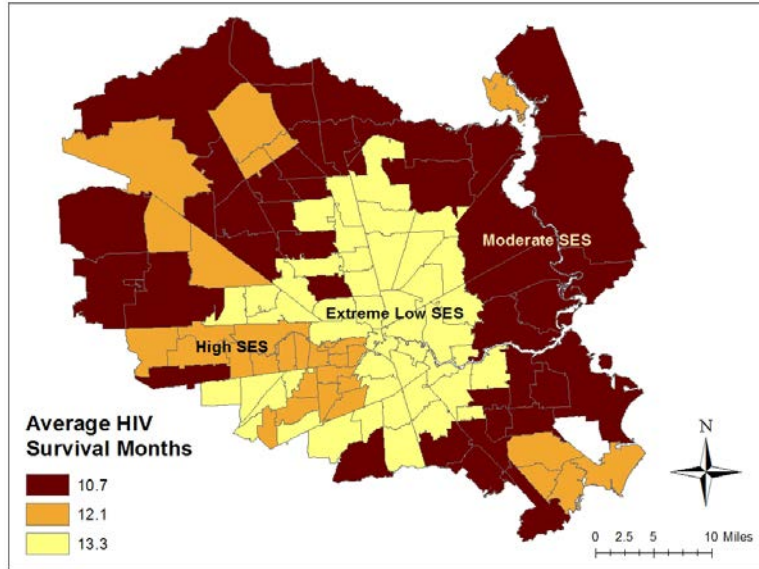 Moderate SES
Extreme Low SES
High SES
Average HIV
Survival Months
10.7
12.1
13.3
N
0 2.5 5 10 Miles